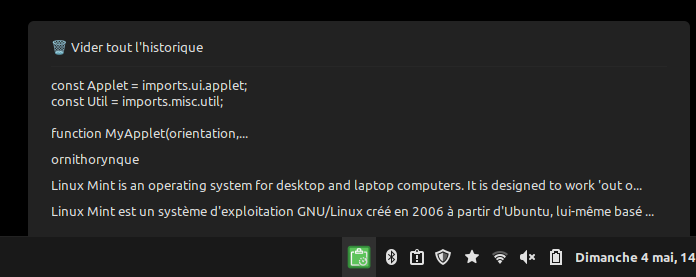 Vider tout l'historique
const Applet = imports.ui.applet;
const Util = imports.misc.util;
function MyApplet(orientation,...
ornithorynque
Linux Mint is an operating system for desktop and laptop computers. It is designed to work 'out o...
Linux Mint est un système d'exploitation GNU/Linux créé en 2006 à partir d'Ubuntu, lui-même basé ...
Dimanche 4 mai, 14